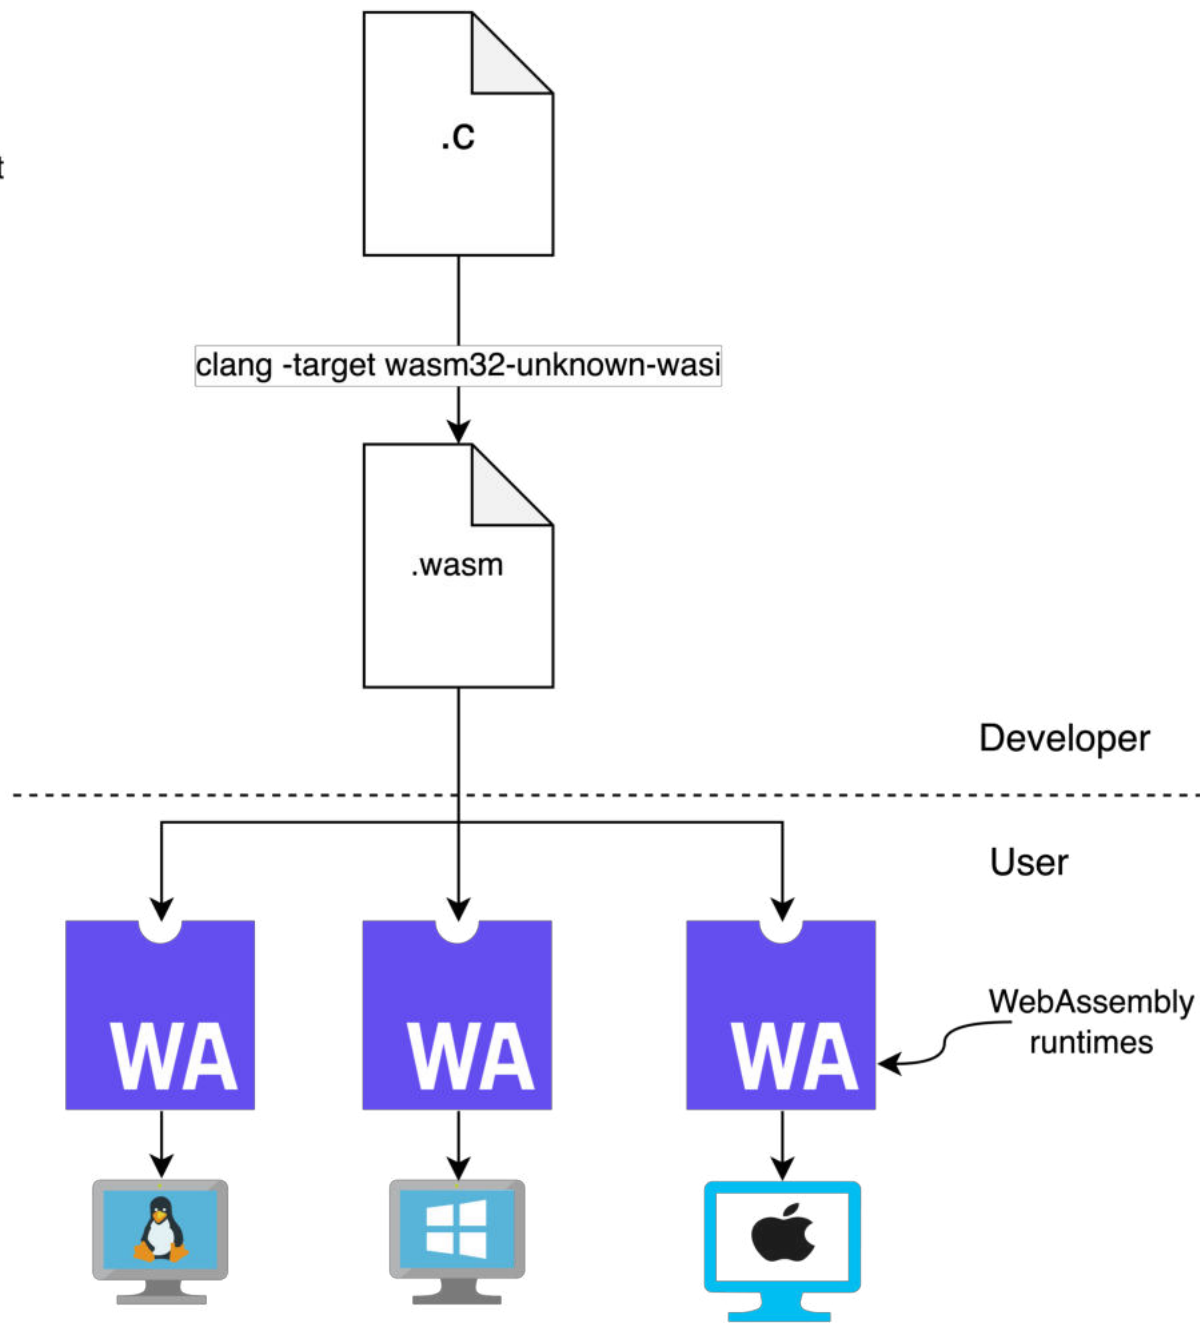 .c
t
clang -target wasm32-unknown-wasi
.wasm
Developer
User
WebAssembly
runtimes
WA
WA
WA